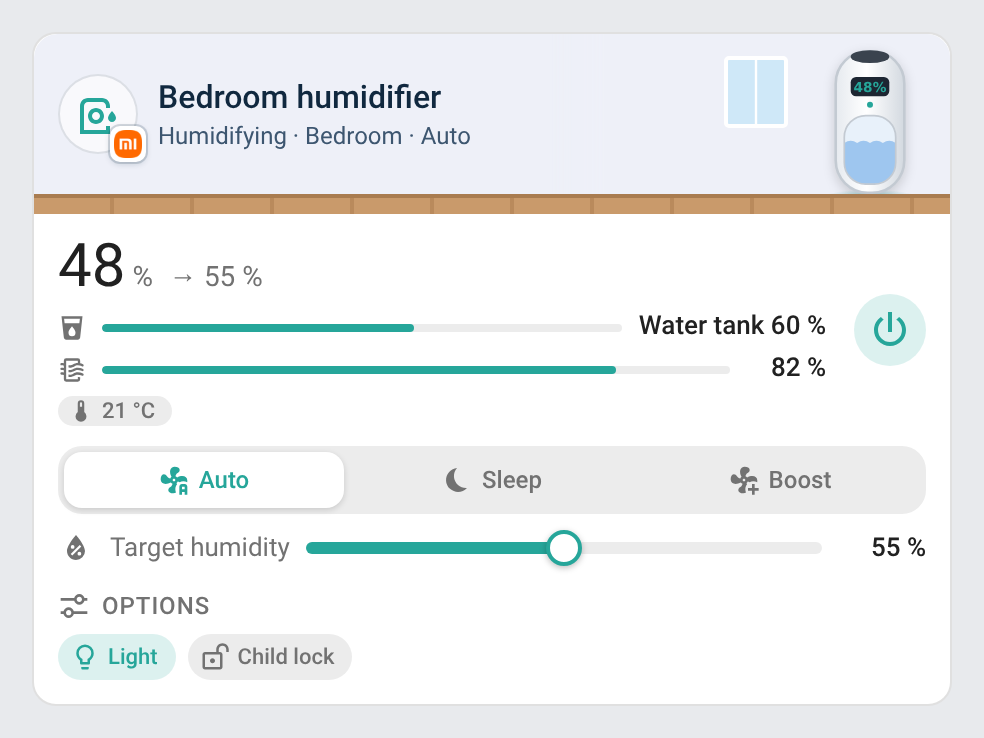 Bedroom humidifier
Humidifying · Bedroom · Auto
mi
48%
48 % → 55 %
Water tank 60 %
82 %
21 °C
Auto
Sleep
Boost
Target humidity
55 %
OPTIONS
Light
Child lock